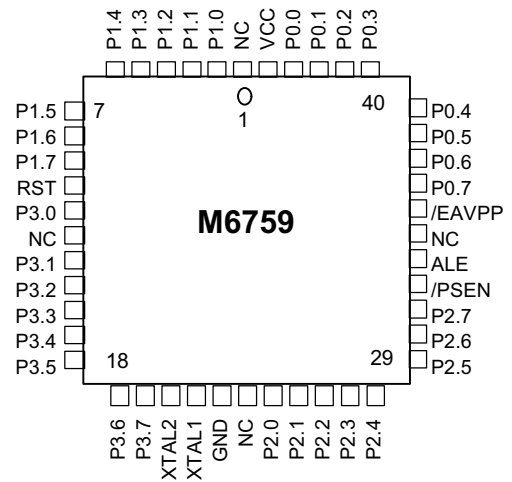 P1.4
P1.3
P1.2
P1.1
P1.0
NC
VCC
P0.0
P0.1
P0.2
P0.3
7
1
40
P1.5
P1.6
P1.7
RST
P3.0
NC
P3.1
P3.2
P3.3
P3.4
P3.5
M6759
P0.4
P0.5
P0.6
P0.7
/EAVPP
NC
ALE
/PSEN
P2.7
P2.6
P2.5
18
29
P3.6
P3.7
XTAL2
XTAL1
GND
NC
P2.0
P2.1
P2.2
P2.3
P2.4